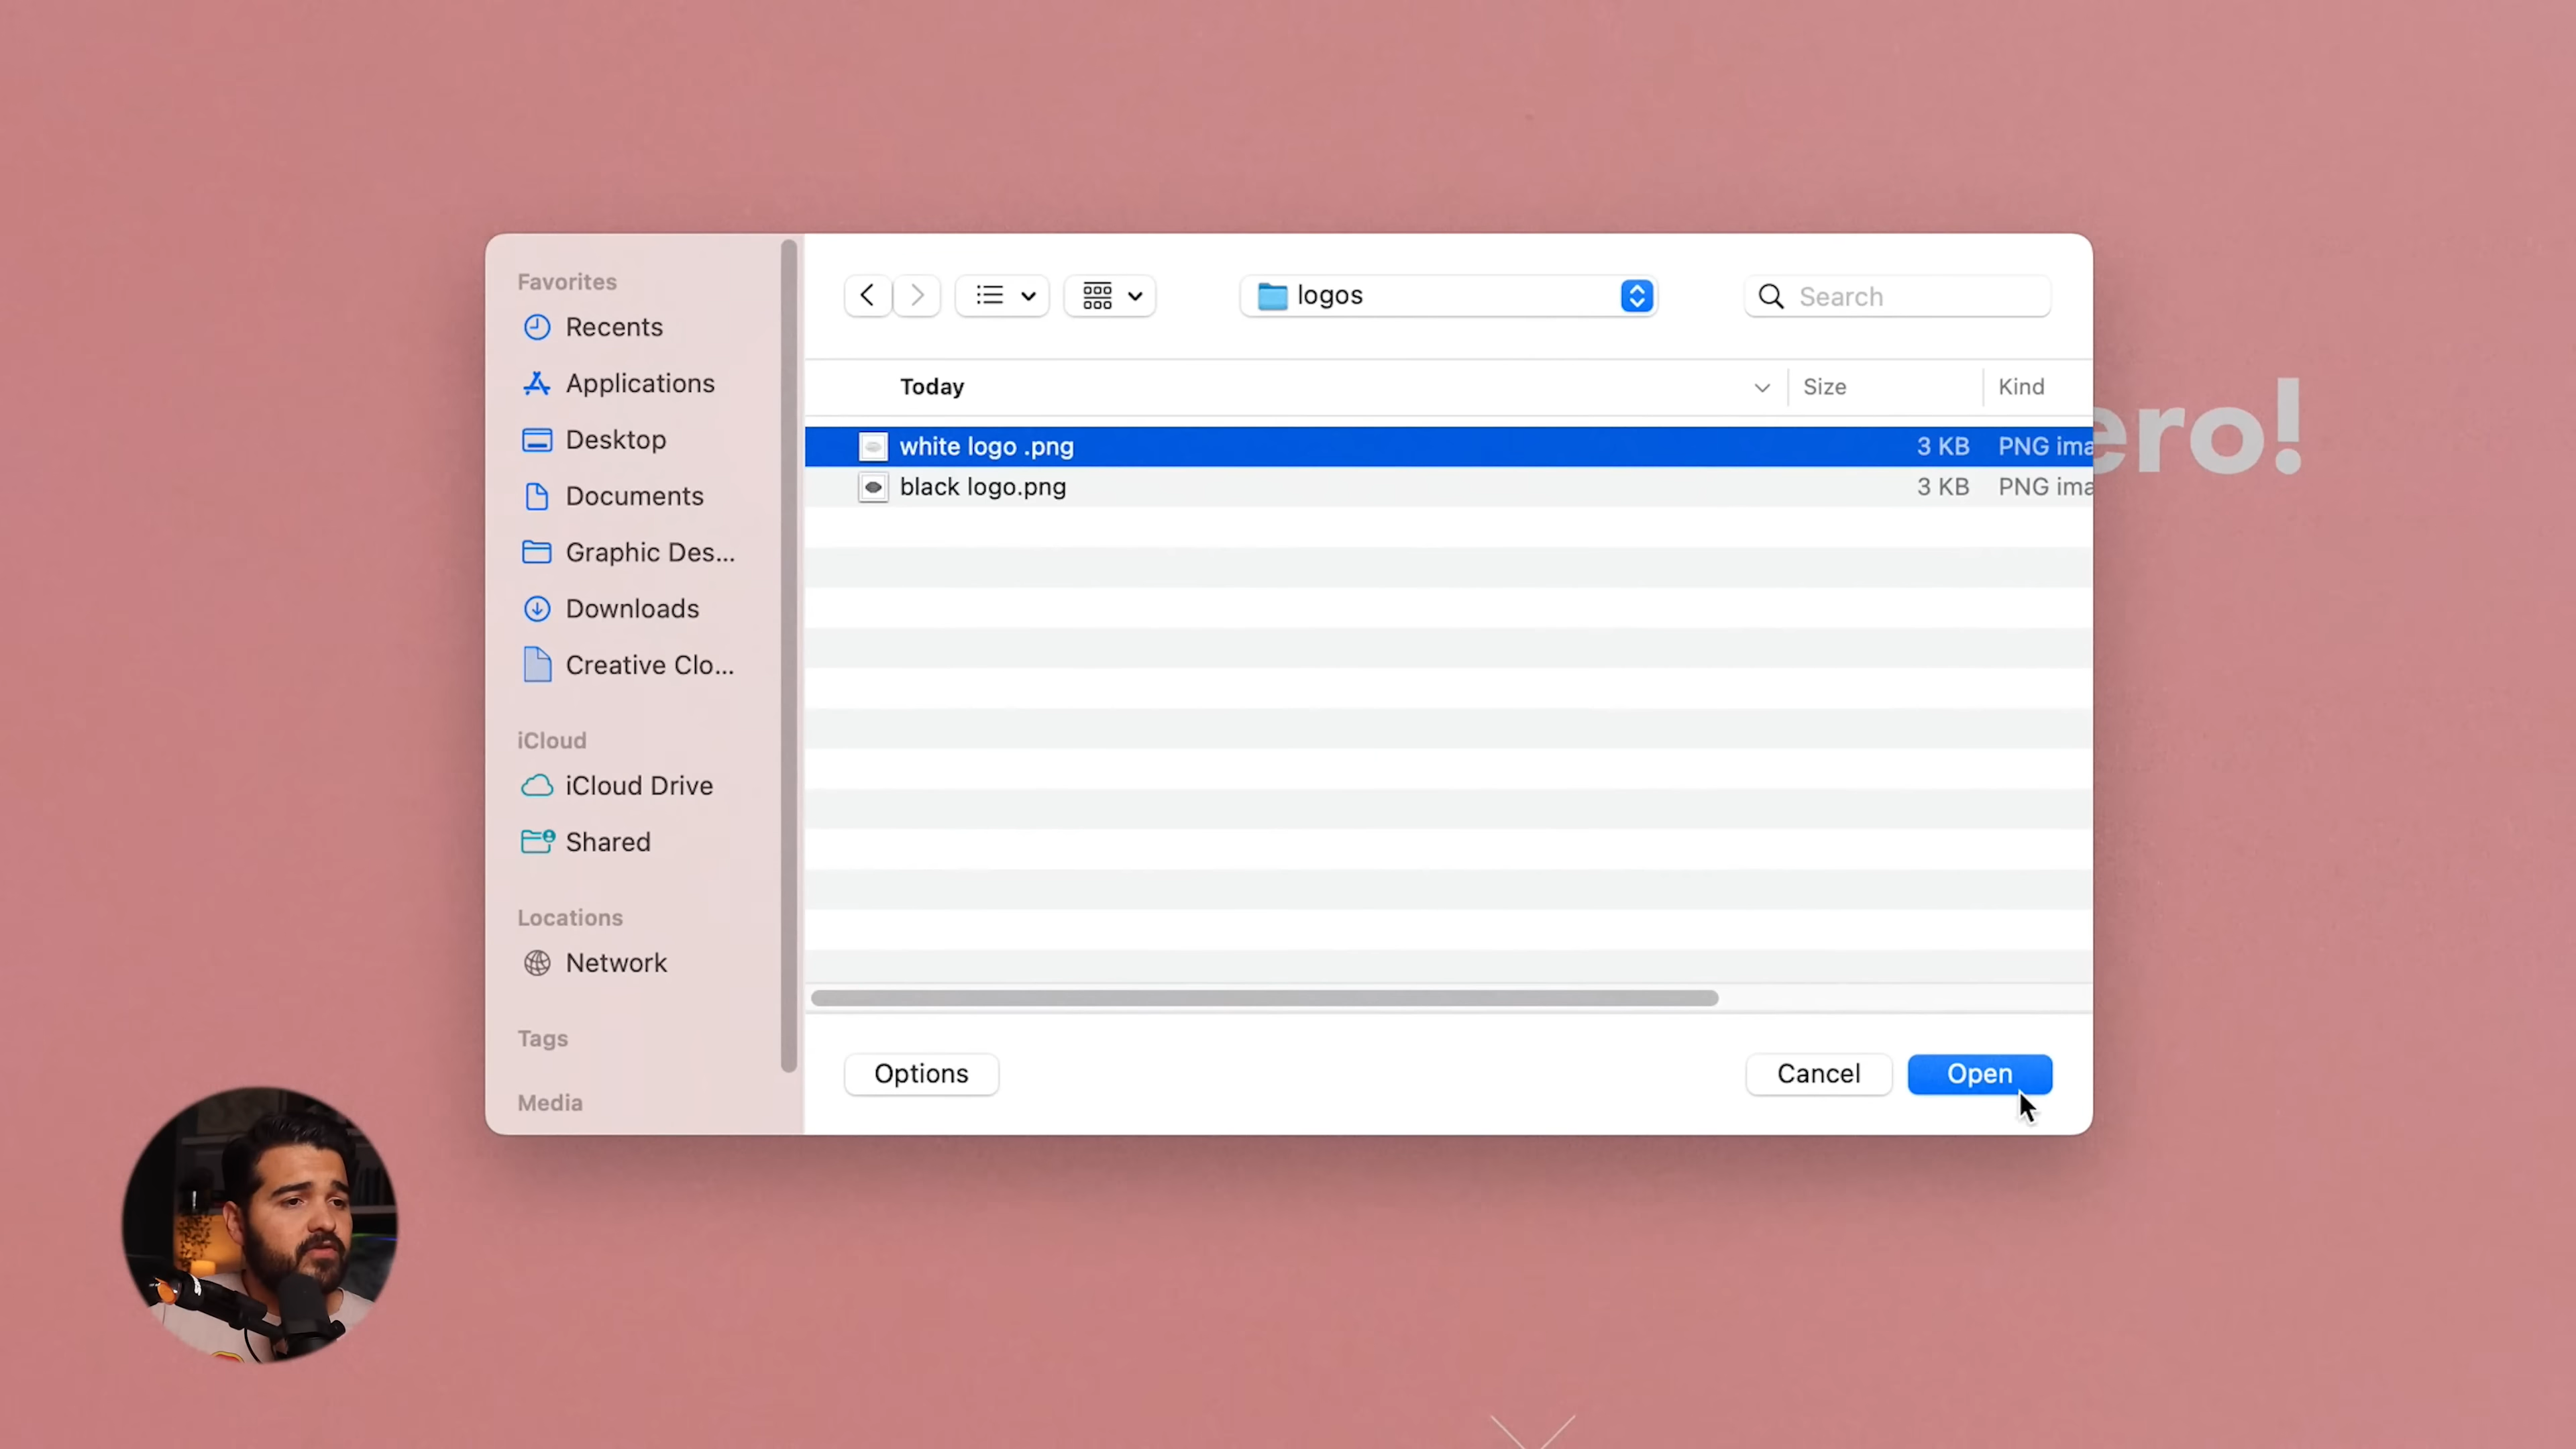 Favorites
Recents
Applications
Desktop
Documents
Graphic Des...
Downloads
Creative Clo...
iCloud
iCloud Drive
Shared
Locations
Network
Tags
Media
logos
Search
Today
Size
Kind
white logo .png
3 KB
PNG ima
black logo.png
3 KB
PNG ima
ero!
Options
Cancel
Open